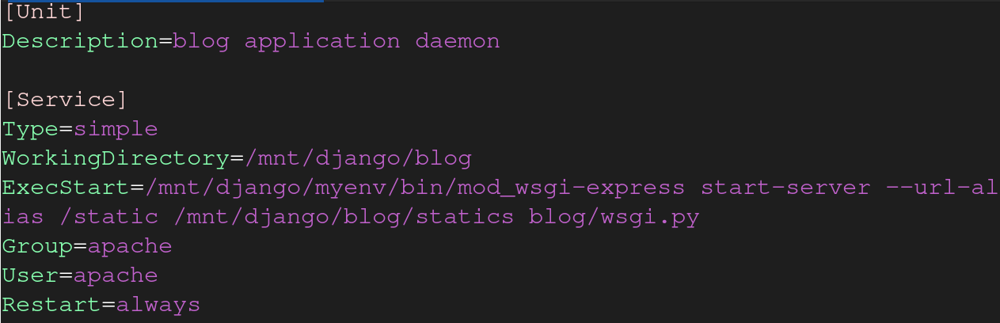 [Unit]
Description=blog application daemon
[Service]
Type=simple
WorkingDirectory=/mnt/django/blog
ExecStart=/mnt/django/myenv/bin/mod_wsgi-express start-server --url-al
ias /static /mnt/django/blog/statics blog/wsgi.py
Group=apache
User=apache
Restart=always